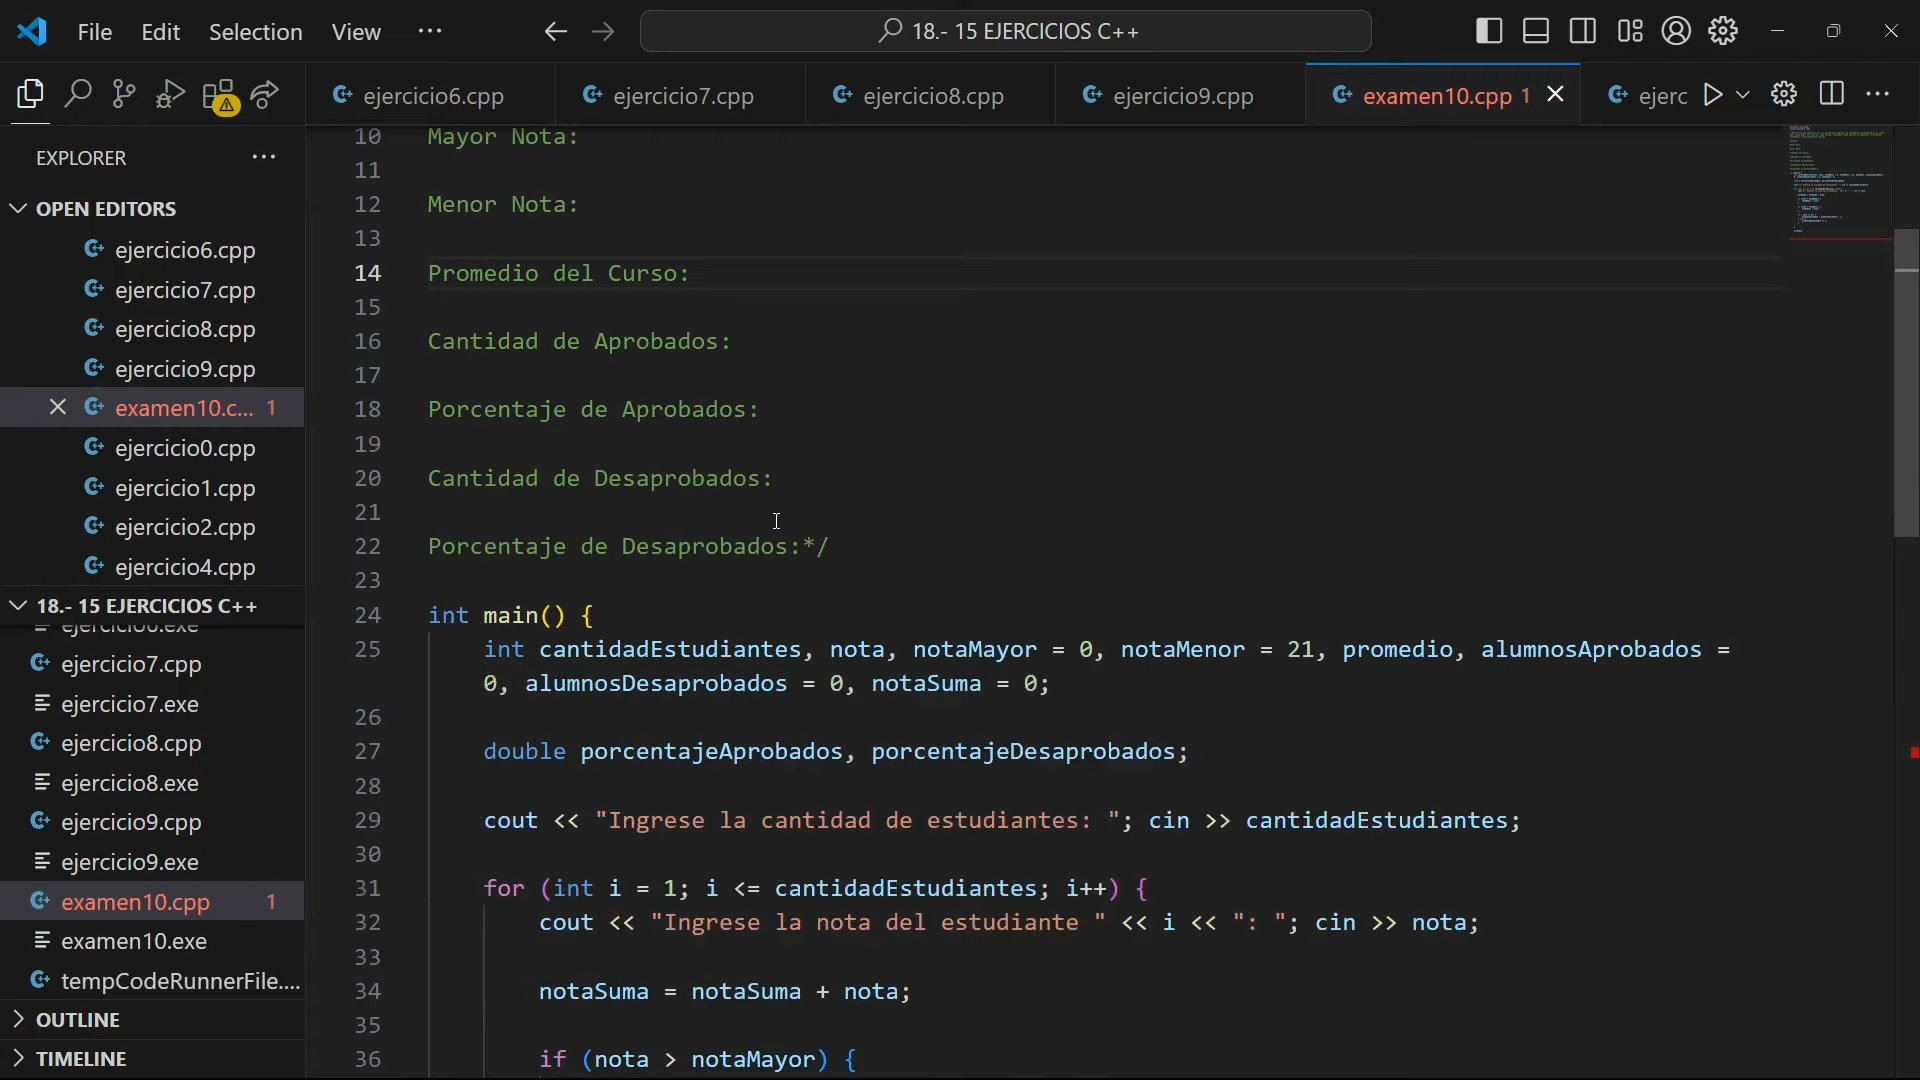 File Edit Selection View ··· 18.- 15 EJERCICIOS C++
ejercicio6.cpp ejercicio7.cpp ejercicio8.cpp ejercicio9.cpp examen10.cpp 1 ejerc
EXPLORER
OPEN EDITORS
ejercicio6.cpp
ejercicio7.cpp
ejercicio8.cpp
ejercicio9.cpp
examen10.c... 1
ejercicio0.cpp
ejercicio1.cpp
ejercicio2.cpp
ejercicio4.cpp
18.- 15 EJERCICIOS C++
ejercicio7.cpp
ejercicio7.exe
ejercicio8.cpp
ejercicio8.exe
ejercicio9.cpp
ejercicio9.exe
examen10.cpp 1
examen10.exe
tempCodeRunnerFile....
OUTLINE
TIMELINE
10 Mayor Nota:
11
12 Menor Nota:
13
14 Promedio del Curso:
15
16 Cantidad de Aprobados:
17
18 Porcentaje de Aprobados:
19
20 Cantidad de Desaprobados:
21
22 Porcentaje de Desaprobados:*/
23
24 int main() {
25 int cantidadEstudiantes, nota, notaMayor = 0, notaMenor = 21, promedio, alumnosAprobados =
0, alumnosDesaprobados = 0, notaSuma = 0;
26
27 double porcentajeAprobados, porcentajeDesaprobados;
28
29 cout << "Ingrese la cantidad de estudiantes: "; cin >> cantidadEstudiantes;
30
31 for (int i = 1; i <= cantidadEstudiantes; i++) {
32 cout << "Ingrese la nota del estudiante " << i << ": "; cin >> nota;
33
34 notaSuma = notaSuma + nota;
35
36 if (nota > notaMayor) {